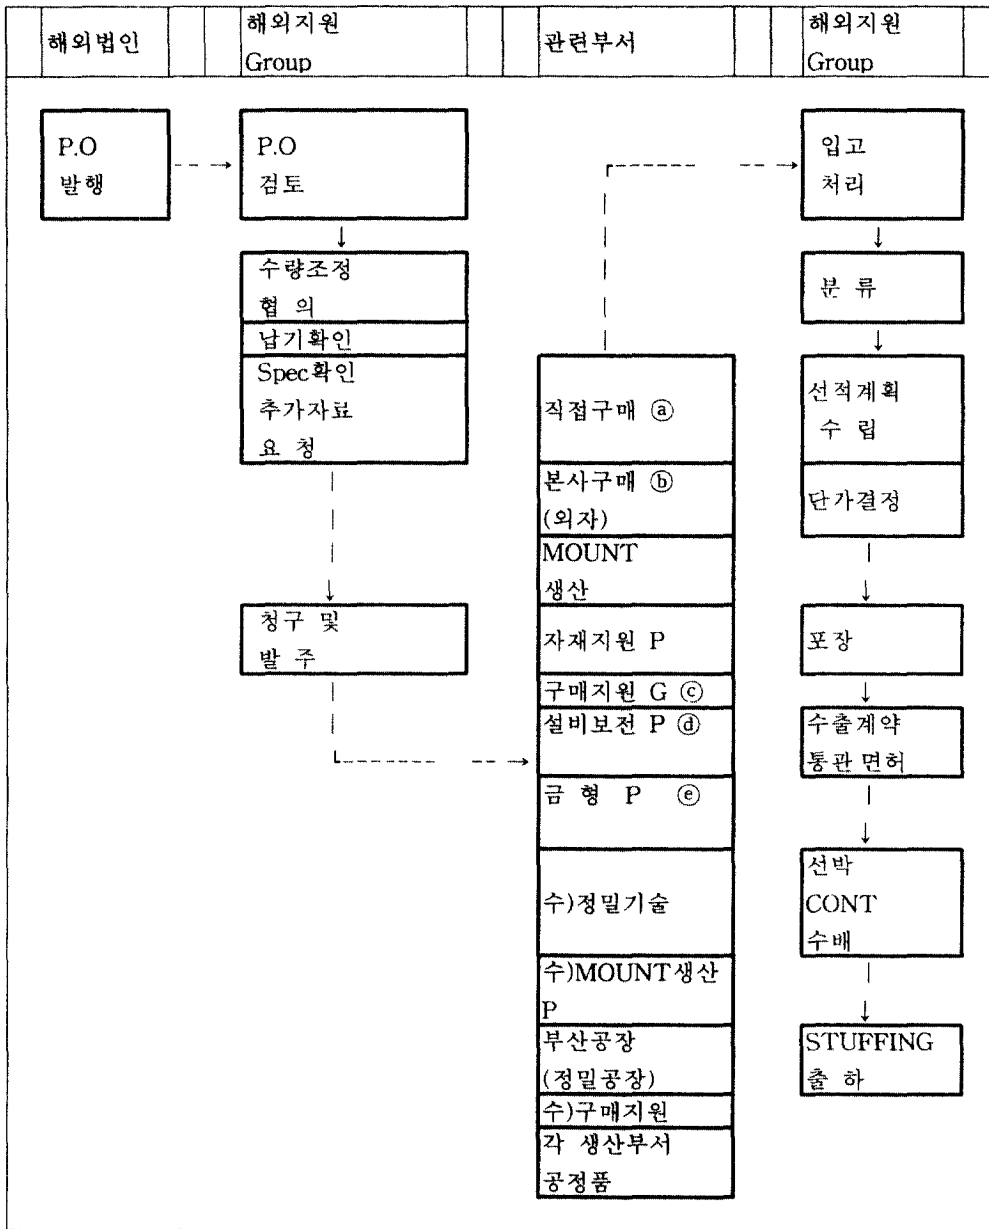 해외법인
해외지원
Group
관련부서
해외지원
Group
P.O
발행
P.O
검토
수량조정
협 의
납기확인
Spec확인
추가자료
요 청
청구 및
발 주
직접구매 ⓐ
본사구매 ⓑ
(외자)
MOUNT
생산
자재지원 P
구매지원 G ⓒ
설비보전 P ⓓ
금 형 P ⓔ
수)정밀기술
수)MOUNT생산
P
부산공장
(정밀공장)
수)구매지원
각 생산부서
공정품
입고
처리
분 류
선적계획
수 립
단가결정
포장
수출계약
통관면허
선박
CONT
수배
STUFFING
출 하